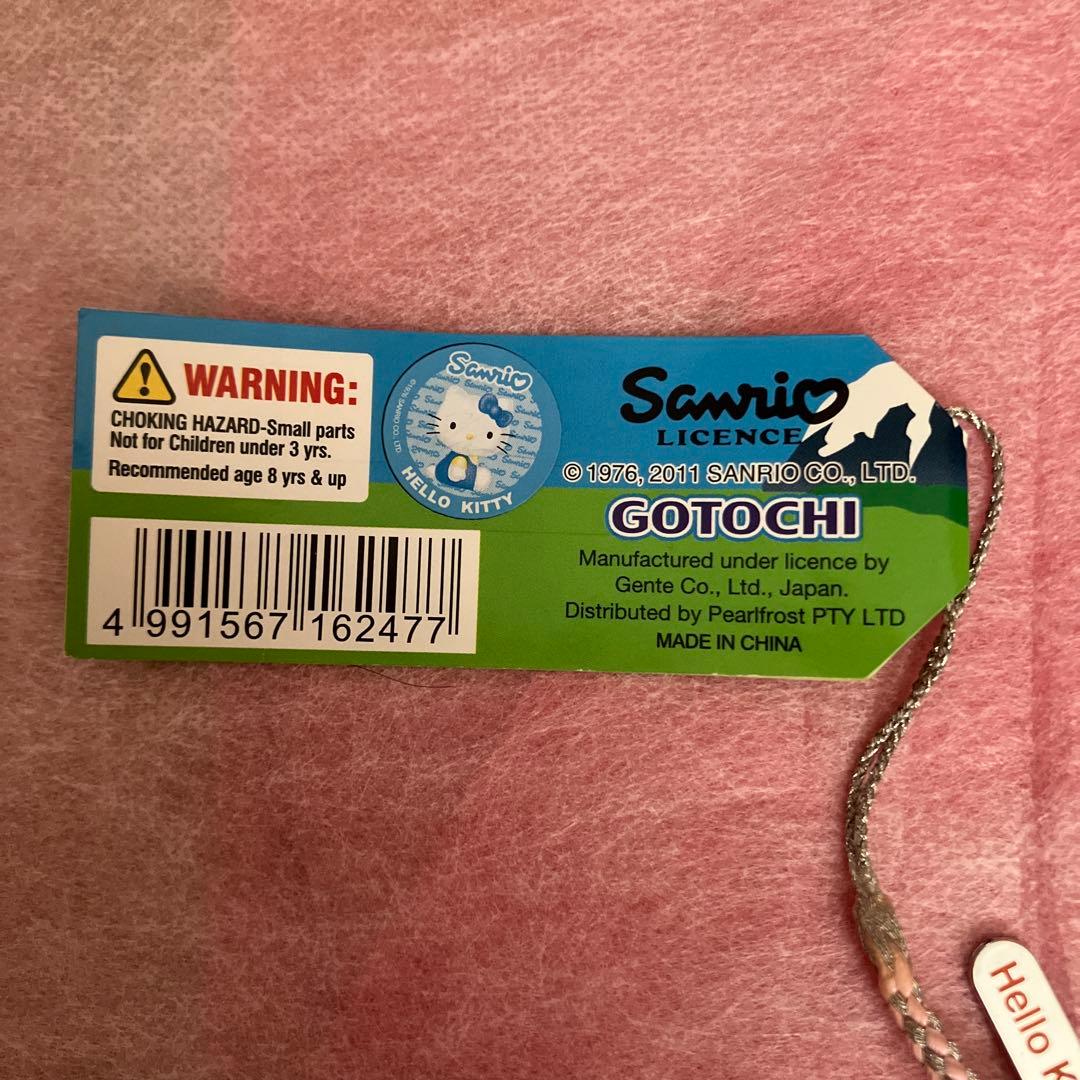 WARNING:
CHOKING HAZARD-Small parts
Not for Children under 3 yrs.
Recommended age 8 yrs & up
Sanrio
HELLO KITTY
4 991567 162477
Sanrio
LICENCE
© 1976, 2011 SANRIO CO., LTD.
GOTOCHI
Manufactured under licence by
Gente Co., Ltd., Japan.
Distributed by Pearlfrost PTY LTD
MADE IN CHINA
Hello K